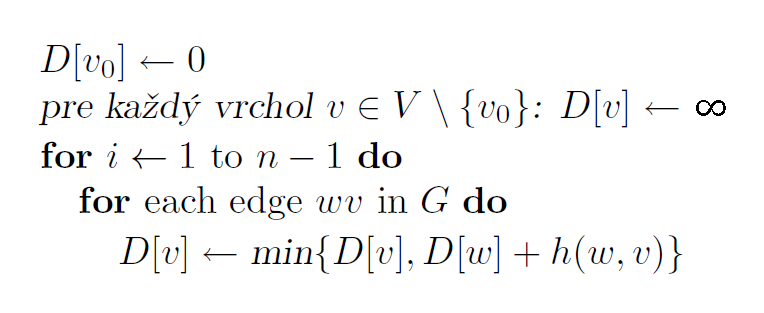 D[v₀] ← 0
pre každý vrchol v ∈ V \ {v₀}: D[v] ← ∞
for i ← 1 to n − 1 do
for each edge wv in G do
D[v] ← min{D[v], D[w] + h(w, v)}